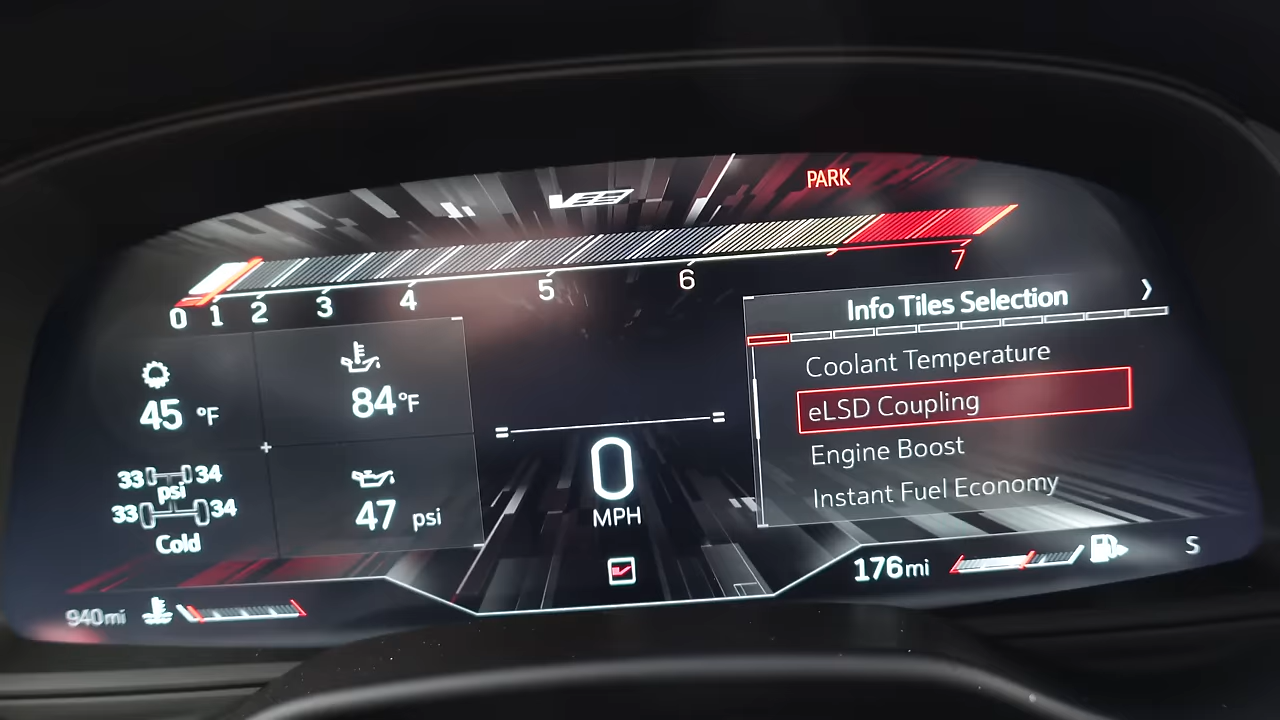 PARK
0 1 2 3 4 5 6 7
Info Tiles Selection
Coolant Temperature
eLSD Coupling
Engine Boost
Instant Fuel Economy
45 °F
84 °F
33 34
psi
33 34
Cold
47 psi
0
MPH
940mi
176mi
S